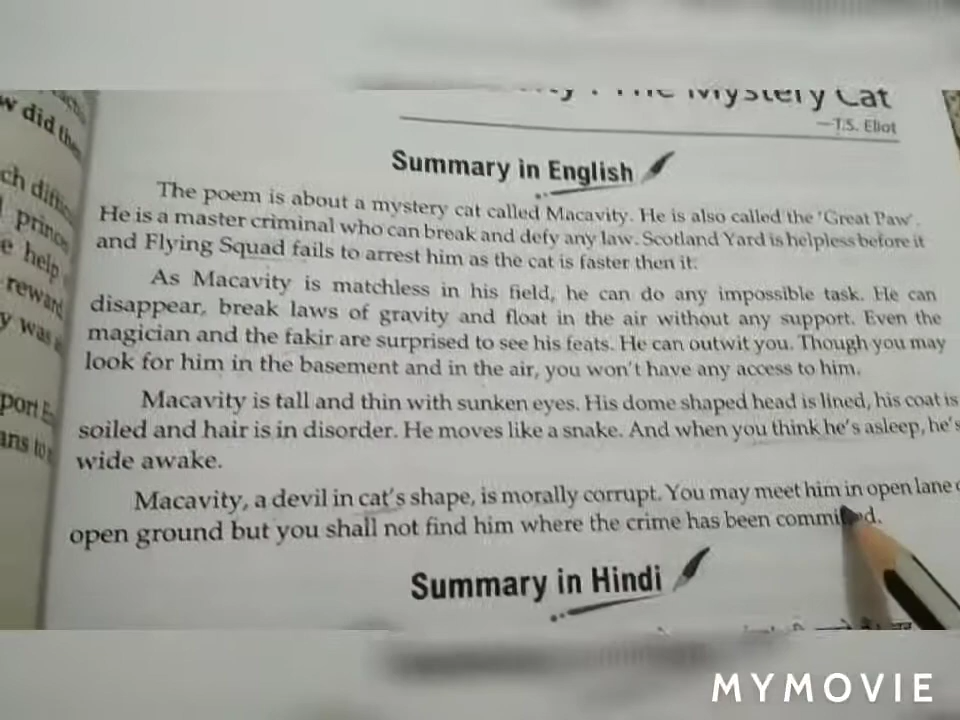 w did the
ch
princ
e help
reward
y was
port E
The Mystery Cat
—T.S. Eliot
Summary in English
The poem is about a mystery cat called Macavity. He is also called the 'Great Paw'.
He is a master criminal who can break and defy any law. Scotland Yard is helpless before it
and Flying Squad fails to arrest him as the cat is faster then it.
As Macavity is matchless in his field, he can do any impossible task. He can
disappear, break laws of gravity and float in the air without any support. Even the
magician and the fakir are surprised to see his feats. He can outwit you. Though you may
look for him in the basement and in the air, you won't have any access to him.
Macavity is tall and thin with sunken eyes. His dome shaped head is lined, his coat is
soiled and hair is in disorder. He moves like a snake. And when you think he's asleep, he's
wide awake.
Macavity, a devil in cat's shape, is morally corrupt. You may meet him in open lane
open ground but you shall not find him where the crime has been
Summary in Hindi
MYMOVIE